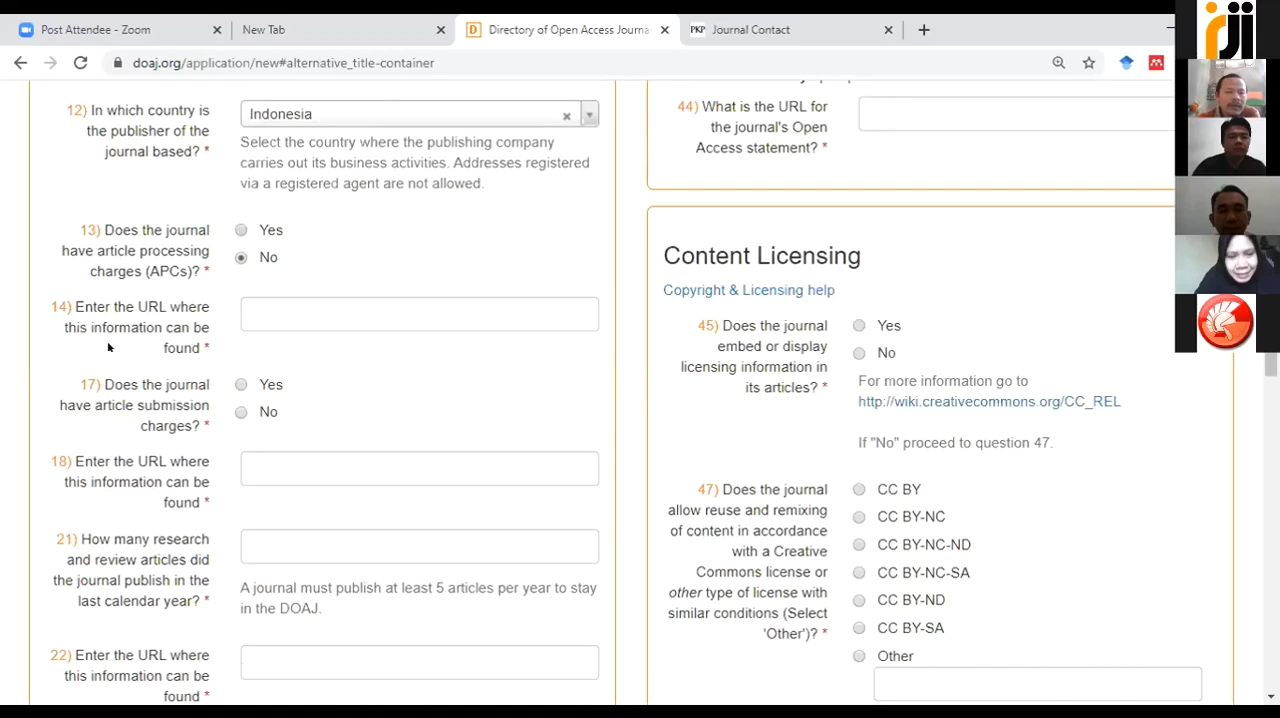 Post Attendee - Zoom
New Tab
Directory of Open Access Journa
PKP Journal Contact
doaj.org/application/new#alternative_title-container
12) In which country is
the publisher of the
journal based? *
Indonesia
Select the country where the publishing company
carries out its business activities. Addresses registered
via a registered agent are not allowed.
13) Does the journal
have article processing
charges (APCs)? *
Yes
No
14) Enter the URL where
this information can be
found *
17) Does the journal
have article submission
charges? *
Yes
No
18) Enter the URL where
this information can be
found *
21) How many research
and review articles did
the journal publish in the
last calendar year? *
A journal must publish at least 5 articles per year to stay
in the DOAJ.
22) Enter the URL where
this information can be
found *
44) What is the URL for
the journal's Open
Access statement? *
Content Licensing
Copyright & Licensing help
45) Does the journal
embed or display
licensing information in
its articles? *
Yes
No
For more information go to
http://wiki.creativecommons.org/CC_REL
If "No" proceed to question 47.
47) Does the journal
allow reuse and remixing
of content in accordance
with a Creative
Commons license or
other type of license with
similar conditions (Select
'Other')? *
CC BY
CC BY-NC
CC BY-NC-ND
CC BY-NC-SA
CC BY-ND
CC BY-SA
Other
rji